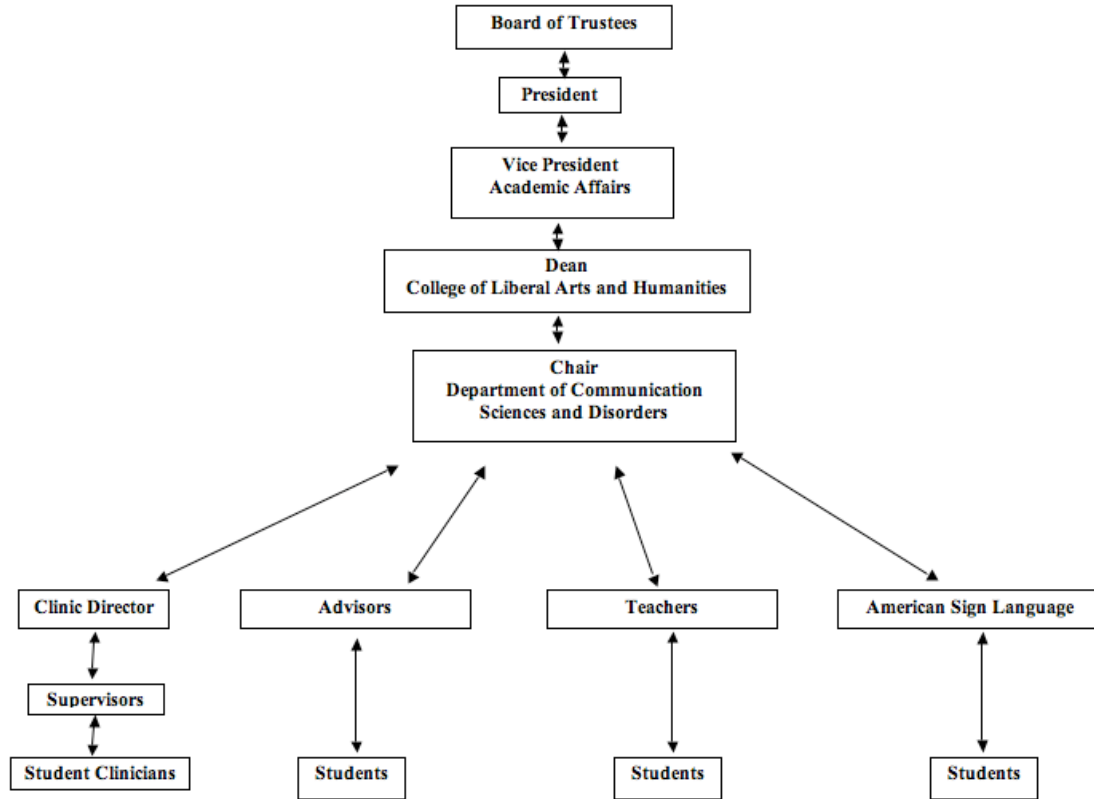 Board of Trustees
President
Vice President
Academic Affairs
Dean
College of Liberal Arts and Humanities
Chair
Department of Communication
Sciences and Disorders
Clinic Director
Advisors
Teachers
American Sign Language
Supervisors
Student Clinicians
Students
Students
Students